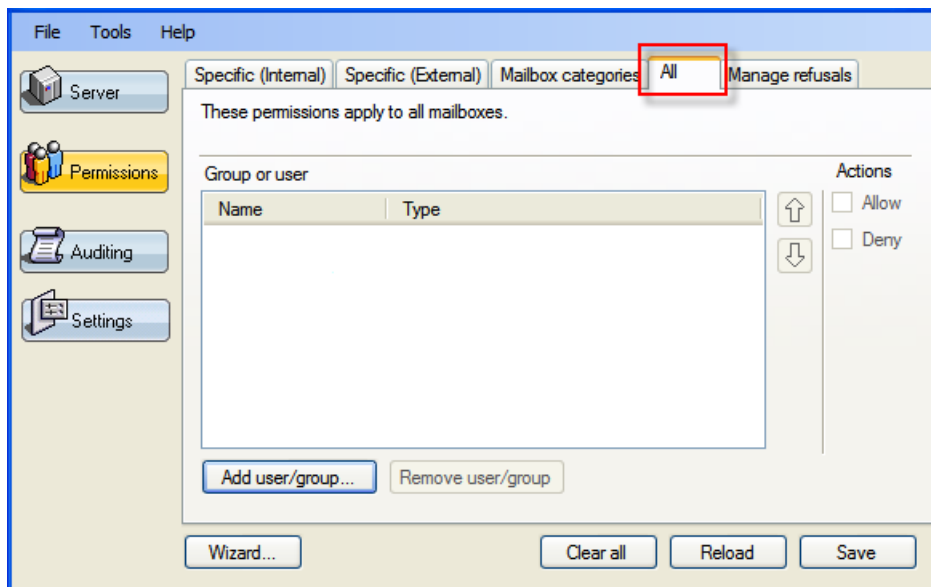 File Tools Help
Server
Permissions
Auditing
Settings
Specific (Internal) Specific (External) Mailbox categories All Manage refusals
These permissions apply to all mailboxes.
Group or user
Actions
Name Type
Allow
Deny
Add user/group... Remove user/group
Wizard... Clear all Reload Save